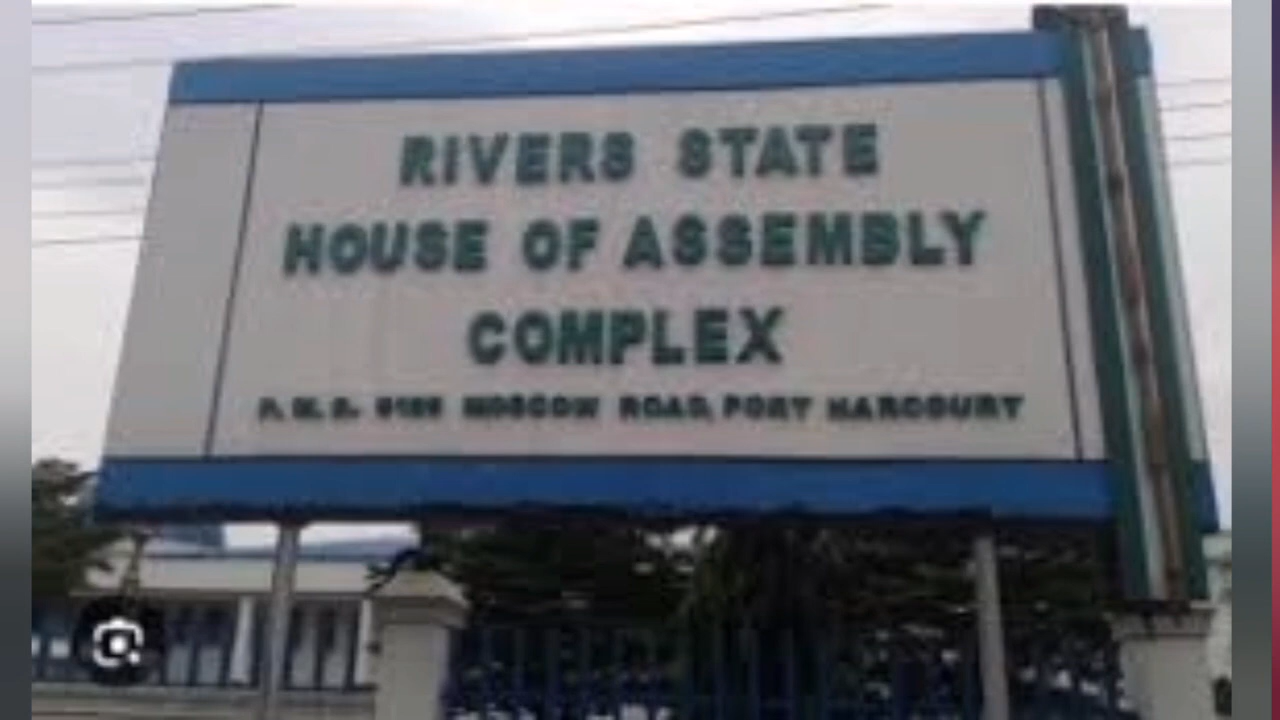 RIVERS STATE
HOUSE OF ASSEMBLY
COMPLEX
MOSCOW ROAD, PORT HARCOURT